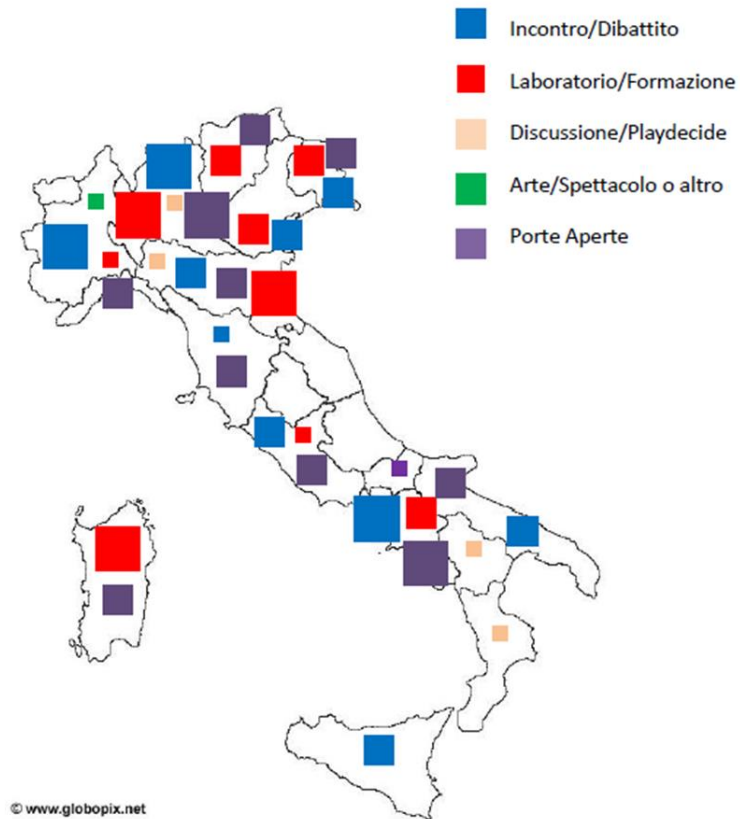 Incontro/Dibattito
Laboratorio/Formazione
Discussione/Playdecide
Arte/Spettacolo o altro
Porte Aperte
© www.globopix.net